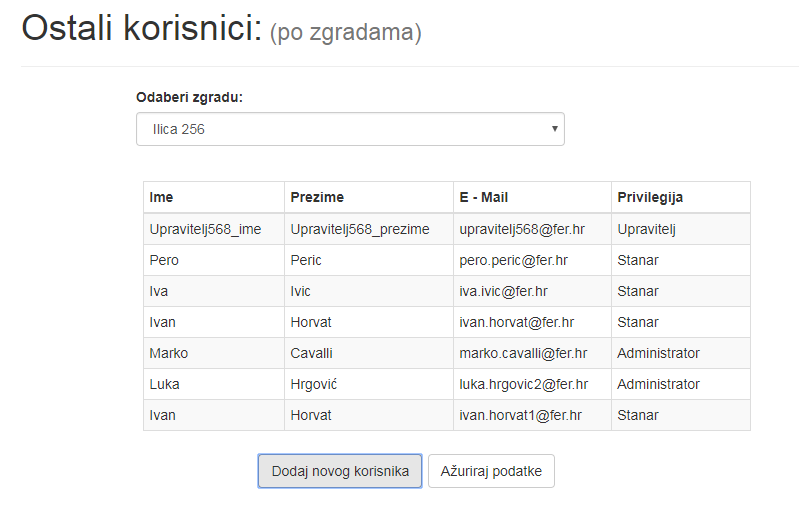 Ostali korisnici: (po zgradama)
Odaberi zgradu:
Ilica 256
Ime Prezime E - Mail Privilegija
Upravitelj568_ime Upravitelj568_prezime upravitelj568@fer.hr Upravitelj
Pero Peric pero.peric@fer.hr Stanar
Iva Ivic iva.ivic@fer.hr Stanar
Ivan Horvat ivan.horvat@fer.hr Stanar
Marko Cavalli marko.cavalli@fer.hr Administrator
Luka Hrgović luka.hrgovic2@fer.hr Administrator
Ivan Horvat ivan.horvat1@fer.hr Stanar
Dodaj novog korisnika Ažuriraj podatke